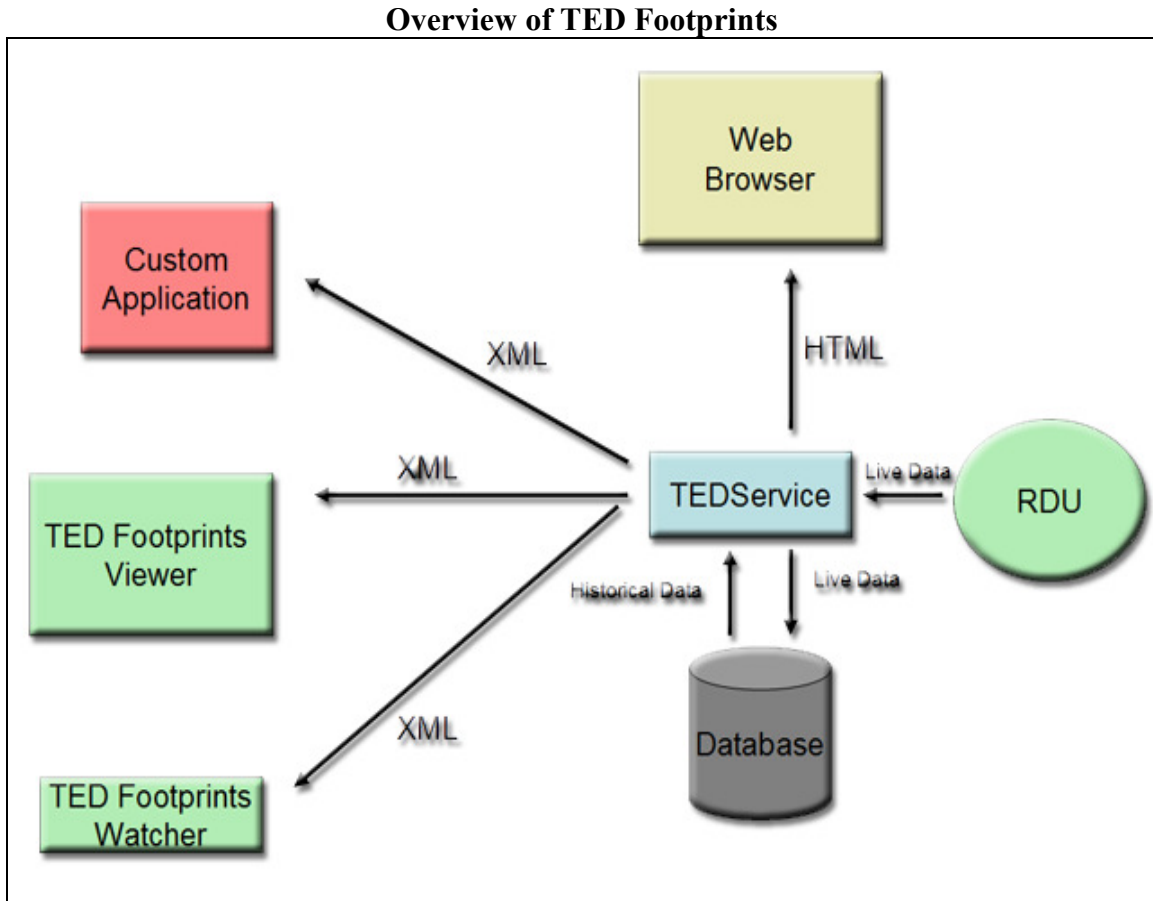 Overview of TED Footprints
Web
Browser
Custom
Application
XML
HTML
XML
Live Data
TEDService
RDU
TED Footprints
Viewer
Historical Data
Live Data
XML
Database
TED Footprints
Watcher